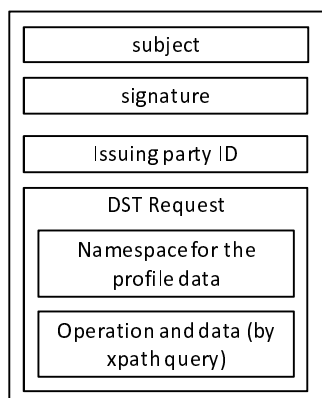 subject
signature
Issuing party ID
DST Request
Namespace for the
profile data
Operation and data (by
xpath query)